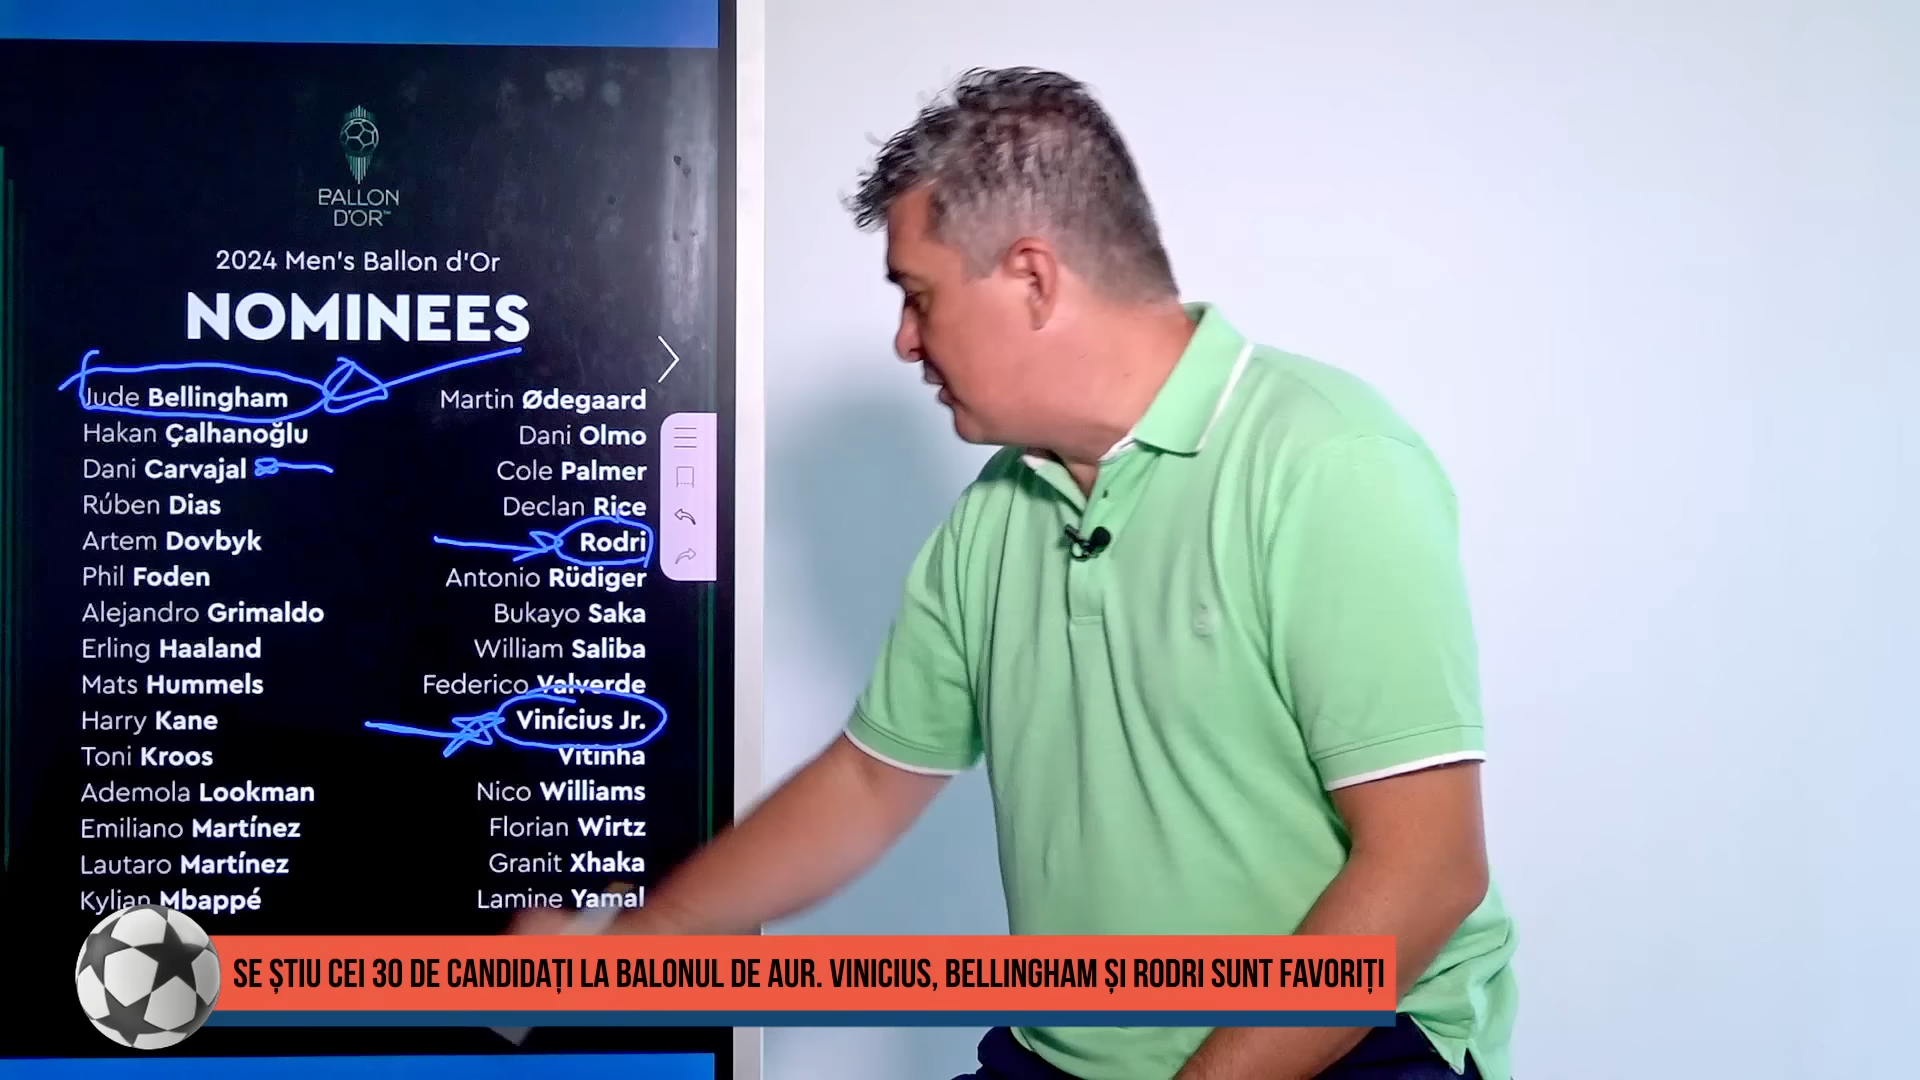 BALLON
D'OR™
2024 Men's Ballon d'Or
NOMINEES
Jude Bellingham
Hakan Çalhanoğlu
Dani Carvajal
Rúben Dias
Artem Dovbyk
Phil Foden
Alejandro Grimaldo
Erling Haaland
Mats Hummels
Harry Kane
Toni Kroos
Ademola Lookman
Emiliano Martínez
Lautaro Martínez
Kylian Mbappé
Martin Ødegaard
Dani Olmo
Cole Palmer
Declan Rice
Rodri
Antonio Rüdiger
Bukayo Saka
William Saliba
Federico Valverde
Vinícius Jr.
Vitinha
Nico Williams
Florian Wirtz
Granit Xhaka
Lamine Yamal
SE ȘTIU CEI 30 DE CANDIDAȚI LA BALONUL DE AUR. VINICIUS, BELLINGHAM ȘI RODRI SUNT FAVORIȚI